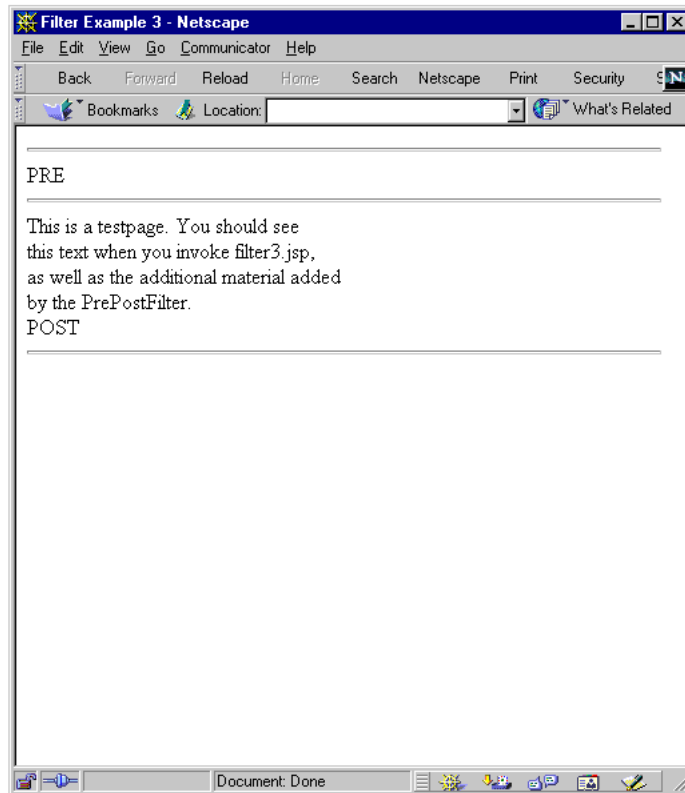 Filter Example 3 - Netscape
File Edit View Go Communicator Help
Back Forward Reload Home Search Netscape Print Security S N
Bookmarks Location: What's Related
PRE
This is a testpage. You should see
this text when you invoke filter3.jsp,
as well as the additional material added
by the PrePostFilter.
POST
Document: Done